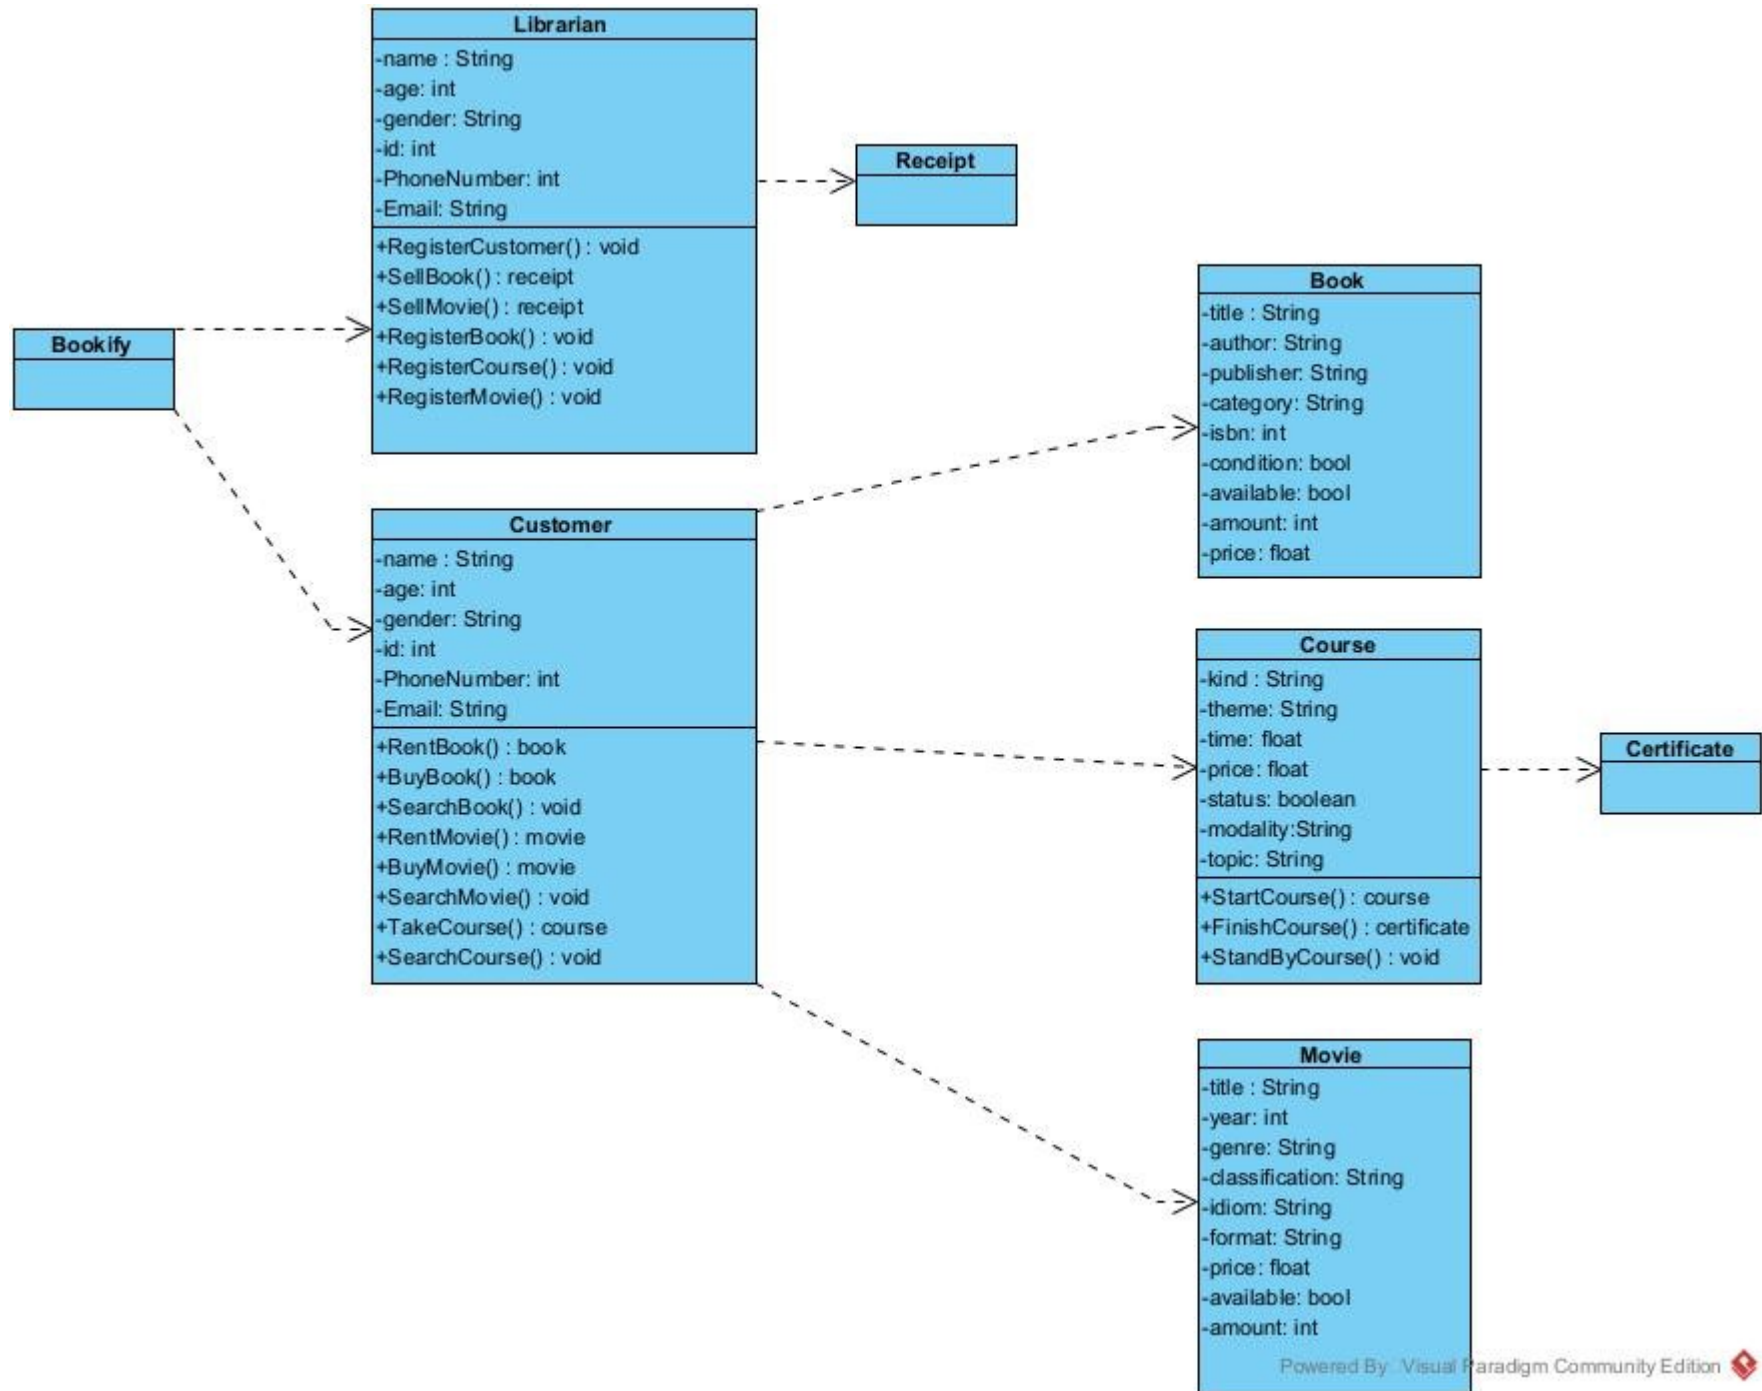 Librarian
-name : String
-age: int
-gender: String
-id: int
-PhoneNumber: int
-Email: String
+RegisterCustomer() : void
+SellBook() : receipt
+SellMovie() : receipt
+RegisterBook() : void
+RegisterCourse() : void
+RegisterMovie() : void
Receipt
Bookify
Customer
-name : String
-age: int
-gender: String
-id: int
-PhoneNumber: int
-Email: String
+RentBook() : book
+BuyBook() : book
+SearchBook() : void
+RentMovie() : movie
+BuyMovie() : movie
+SearchMovie() : void
+TakeCourse() : course
+SearchCourse() : void
Book
-title : String
-author: String
-publisher: String
-category: String
-isbn: int
-condition: bool
-available: bool
-amount: int
-price: float
Course
-kind : String
-theme: String
-time: float
-price: float
-status: boolean
-modality:String
-topic: String
+StartCourse() : course
+FinishCourse() : certificate
+StandByCourse() : void
Certificate
Movie
-title : String
-year: int
-genre: String
-classification: String
-idiom: String
-format: String
-price: float
-available: bool
-amount: int
Powered By Visual Paradigm Community Edition